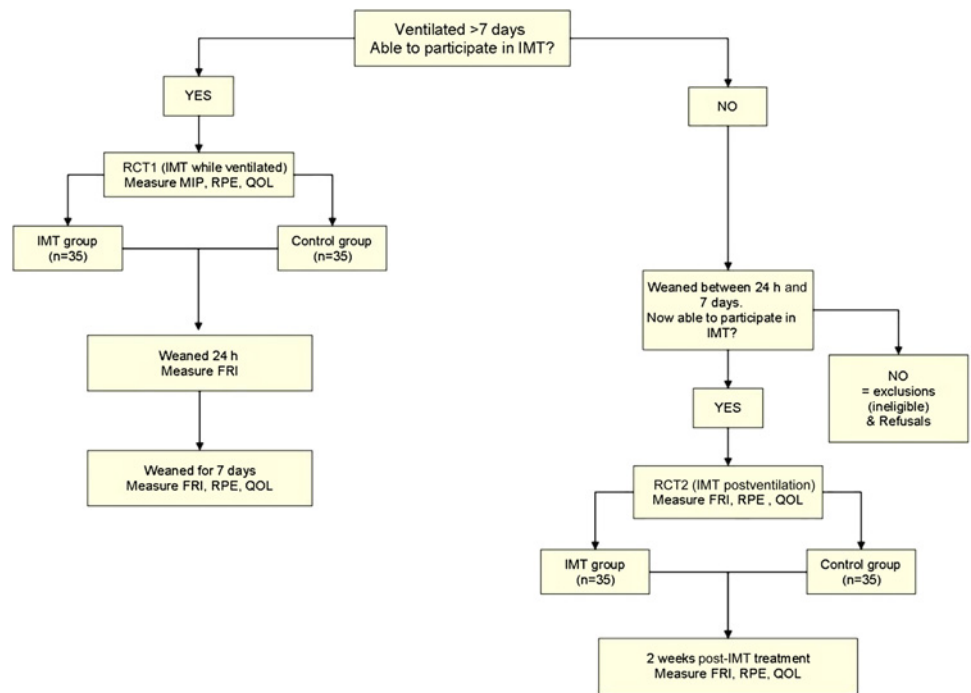 Ventilated >7 days
Able to participate in IMT?
YES
NO
RCT1 (IMT while ventilated)
Measure MIP, RPE, QOL
IMT group
(n=35)
Control group
(n=35)
Weaned 24 h
Measure FRI
Weaned for 7 days
Measure FRI, RPE, QOL
Weaned between 24 h and
7 days.
Now able to participate in
IMT?
NO
= exclusions
(ineligible)
& Refusals
YES
RCT2 (IMT postventilation)
Measure FRI, RPE , QOL
IMT group
(n=35)
Control group
(n=35)
2 weeks post-IMT treatment
Measure FRI, RPE, QOL